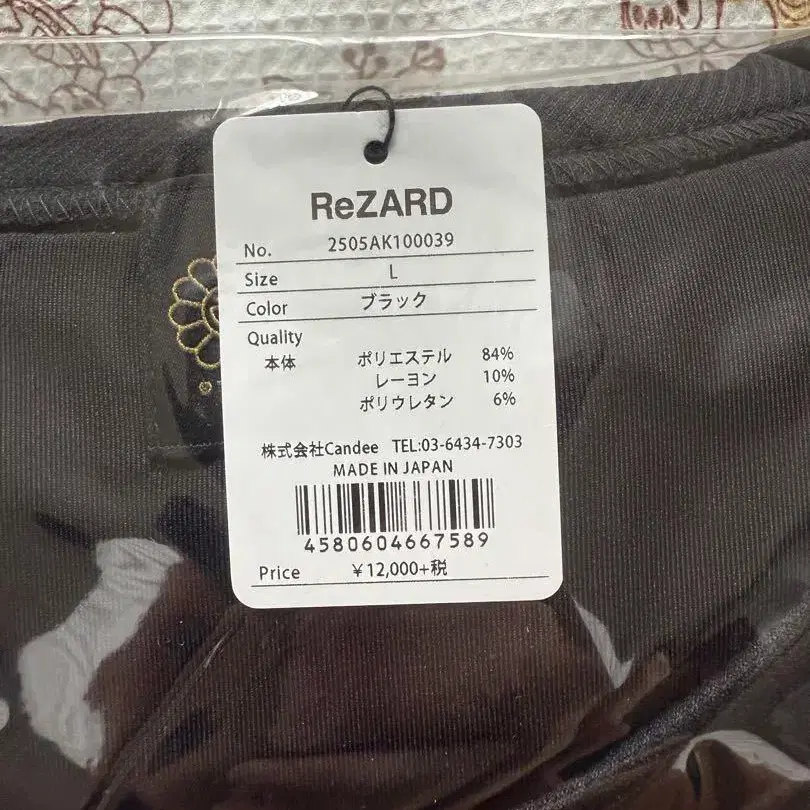 ReZARD
No. 2505AK100039
Size L
Color ブラック
Quality
本体 ポリエステル 84%
レーヨン 10%
ポリウレタン 6%
株式会社Candee TEL:03-6434-7303
MADE IN JAPAN
4580604667589
Price ￥12,000+税